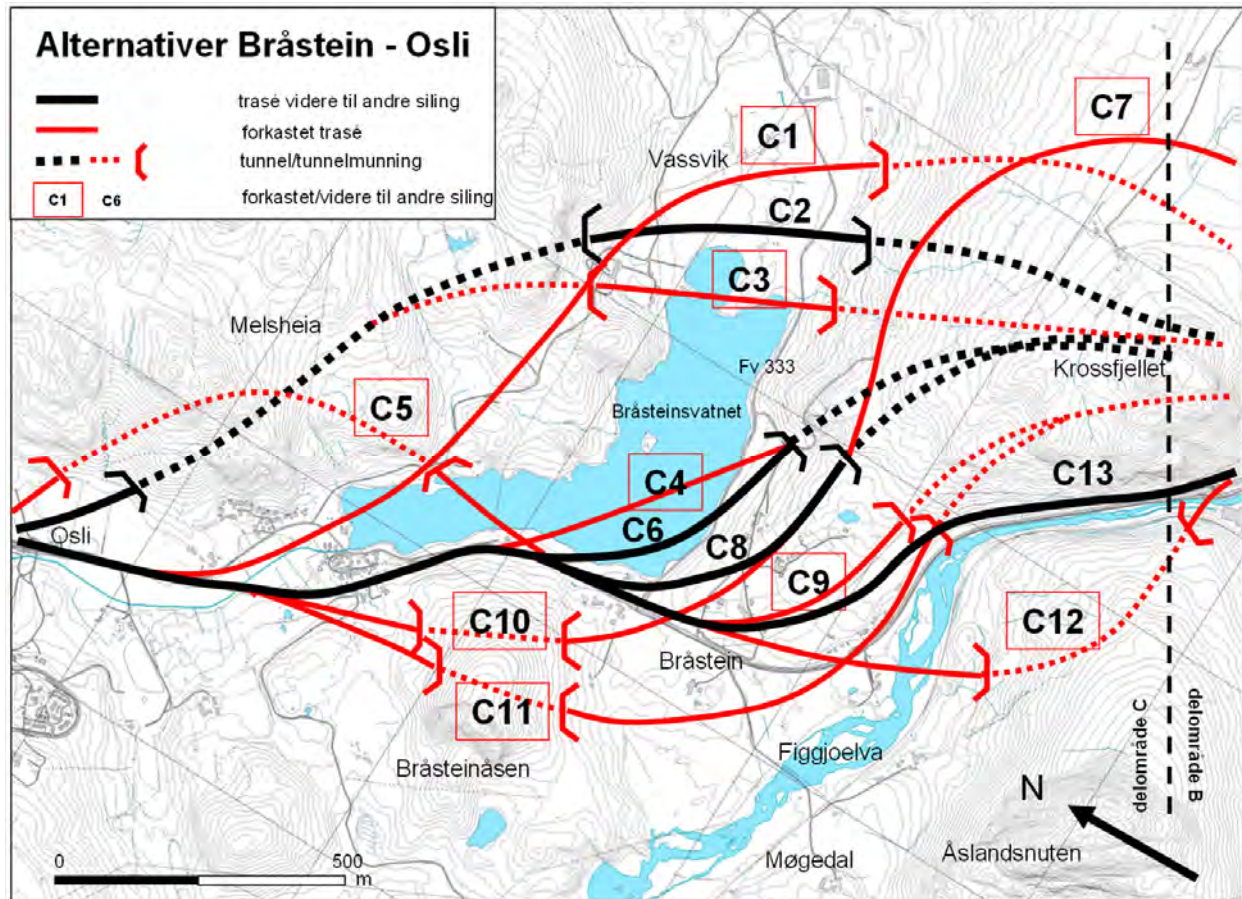 Alternativer Bråstein - Osli
trasé videre til andre siling
forkastet trasé
tunnel/tunnelmunning
C1 C6 forkastet/videre til andre siling
C7
C1
Vassvik
C2
C3
Melsheia
Fv 333
Krossfjellet
C5
Bråsteinsvatnet
C4
C13
Osli
C6
C8
C9
C10
C12
Bråstein
C11
Figgjoelva
Bråsteinåsen
delområde C
delområde B
N
Møgedal
Åslandsnuten
0 500
m